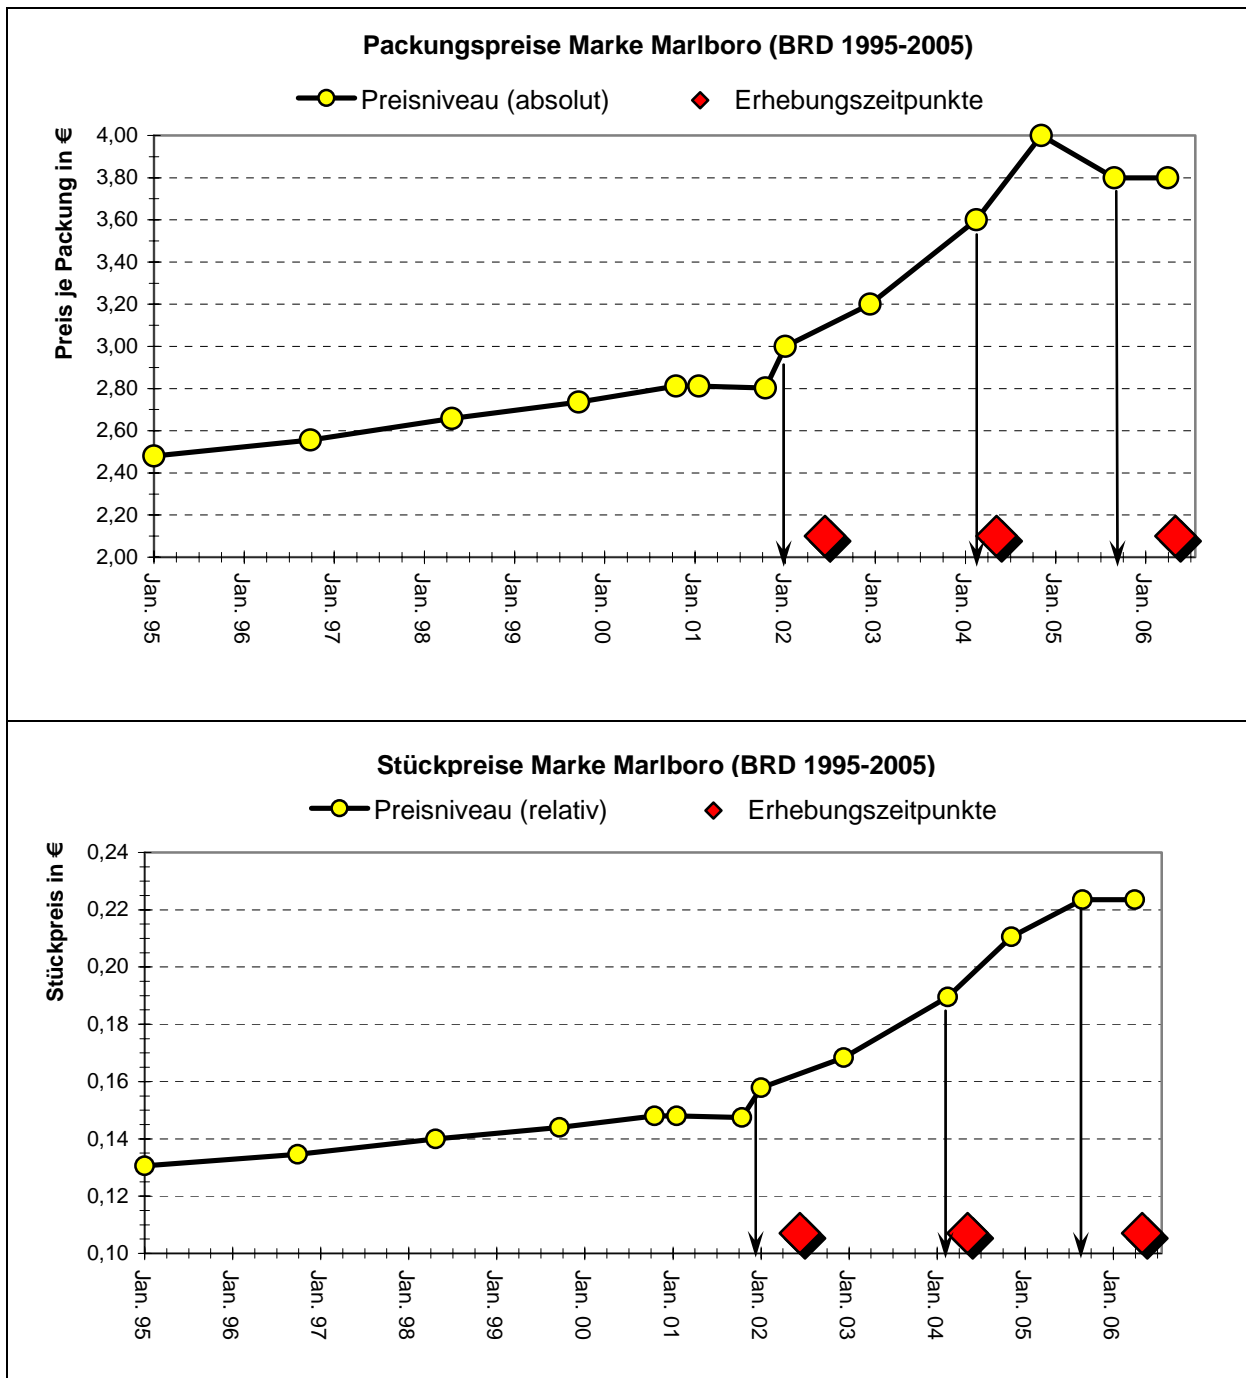 Packungspreise Marke Marlboro (BRD 1995-2005)
Preisniveau (absolut) Erhebungszeitpunkte
Preis je Packung in €
4,00
3,80
3,60
3,40
3,20
3,00
2,80
2,60
2,40
2,20
2,00
Jan. 95
Jan. 96
Jan. 97
Jan. 98
Jan. 99
Jan. 00
Jan. 01
Jan. 02
Jan. 03
Jan. 04
Jan. 05
Jan. 06
Stückpreise Marke Marlboro (BRD 1995-2005)
Preisniveau (relativ) Erhebungszeitpunkte
Stückpreis in €
0,24
0,22
0,20
0,18
0,16
0,14
0,12
0,10
Jan. 95
Jan. 96
Jan. 97
Jan. 98
Jan. 99
Jan. 00
Jan. 01
Jan. 02
Jan. 03
Jan. 04
Jan. 05
Jan. 06